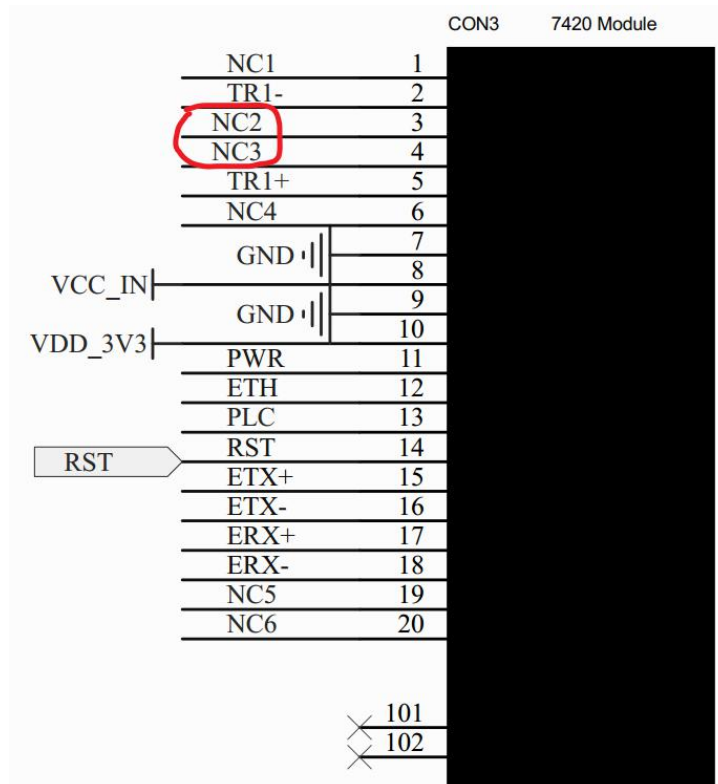 CON3 7420 Module
NC1 1
TR1- 2
NC2 3
NC3 4
TR1+ 5
NC4 6
7
GND
8
VCC_IN
9
GND
10
VDD_3V3
PWR 11
ETH 12
PLC 13
RST 14
RST
ETX+ 15
ETX- 16
ERX+ 17
ERX- 18
NC5 19
NC6 20
101
102